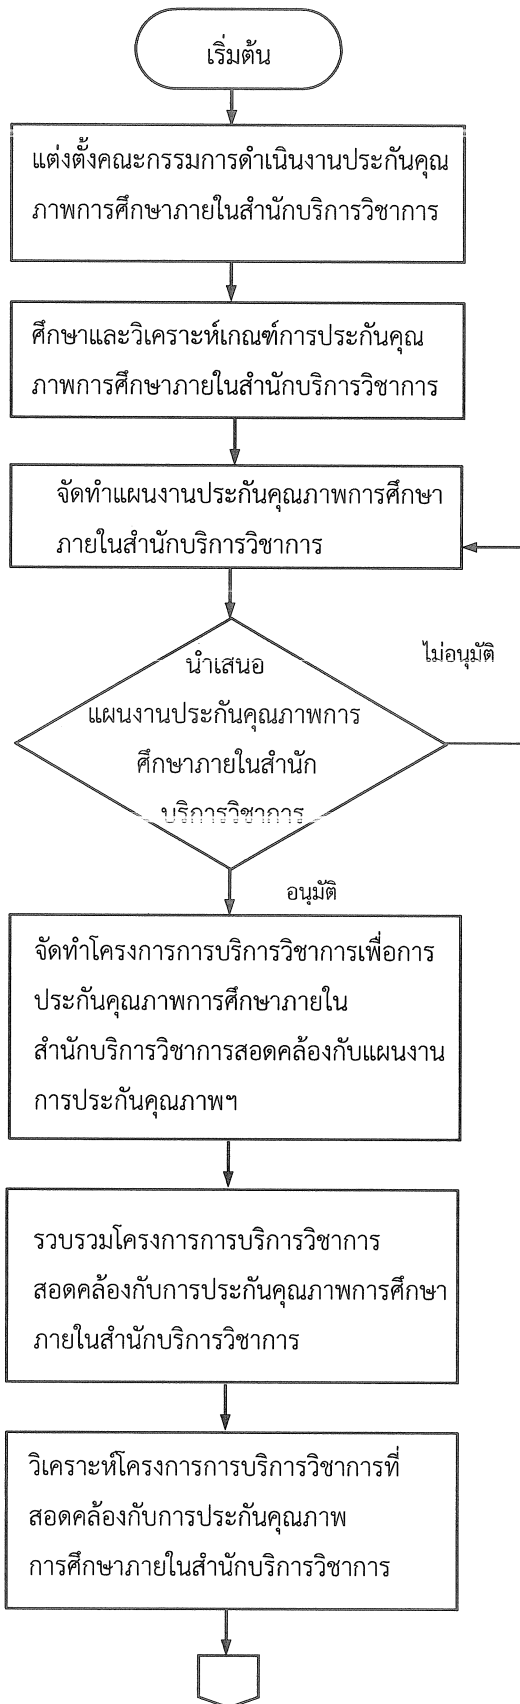 เริ่มต้น
แต่งตั้งคณะกรรมการดำเนินงานประกันคุณ
ภาพการศึกษาภายในสำนักบริการวิชาการ
ศึกษาและวิเคราะห์เกณฑ์การประกันคุณ
ภาพการศึกษาภายในสำนักบริการวิชาการ
จัดทำแผนงานประกันคุณภาพการศึกษา
ภายในสำนักบริการวิชาการ
ไม่อนุมัติ
นำเสนอ
แผนงานประกันคุณภาพการ
ศึกษาภายในสำนัก
บริการวิชาการ
อนุมัติ
จัดทำโครงการการบริการวิชาการเพื่อการ
ประกันคุณภาพการศึกษาภายใน
สำนักบริการวิชาการสอดคล้องกับแผนงาน
การประกันคุณภาพฯ
รวบรวมโครงการการบริการวิชาการ
สอดคล้องกับการประกันคุณภาพการศึกษา
ภายในสำนักบริการวิชาการ
วิเคราะห์โครงการการบริการวิชาการที่
สอดคล้องกับการประกันคุณภาพ
การศึกษาภายในสำนักบริการวิชาการ